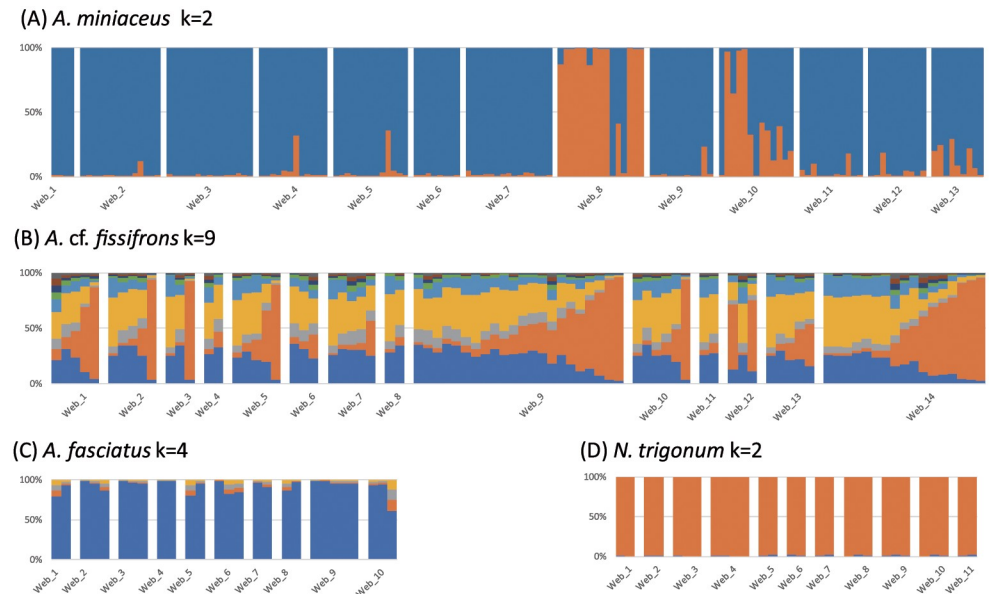 (A) A. miniaceus k=2
100%
50%
0%
Web_1 Web_2 Web_3 Web_4 Web_5 Web_6 Web_7 Web_8 Web_9 Web_10 Web_11 Web_12 Web_13
(B) A. cf. fissifrons k=9
100%
50%
0%
Web_1 Web_2 Web_3 Web_4 Web_5 Web_6 Web_7 Web_8 Web_9 Web_10 Web_11 Web_12 Web_13 Web_14
(C) A. fasciatus k=4
100%
50%
0%
Web_1 Web_2 Web_3 Web_4 Web_5 Web_6 Web_7 Web_8 Web_9 Web_10
(D) N. trigonum k=2
100%
50%
0%
Web_1 Web_2 Web_3 Web_4 Web_5 Web_6 Web_7 Web_8 Web_9 Web_10 Web_11